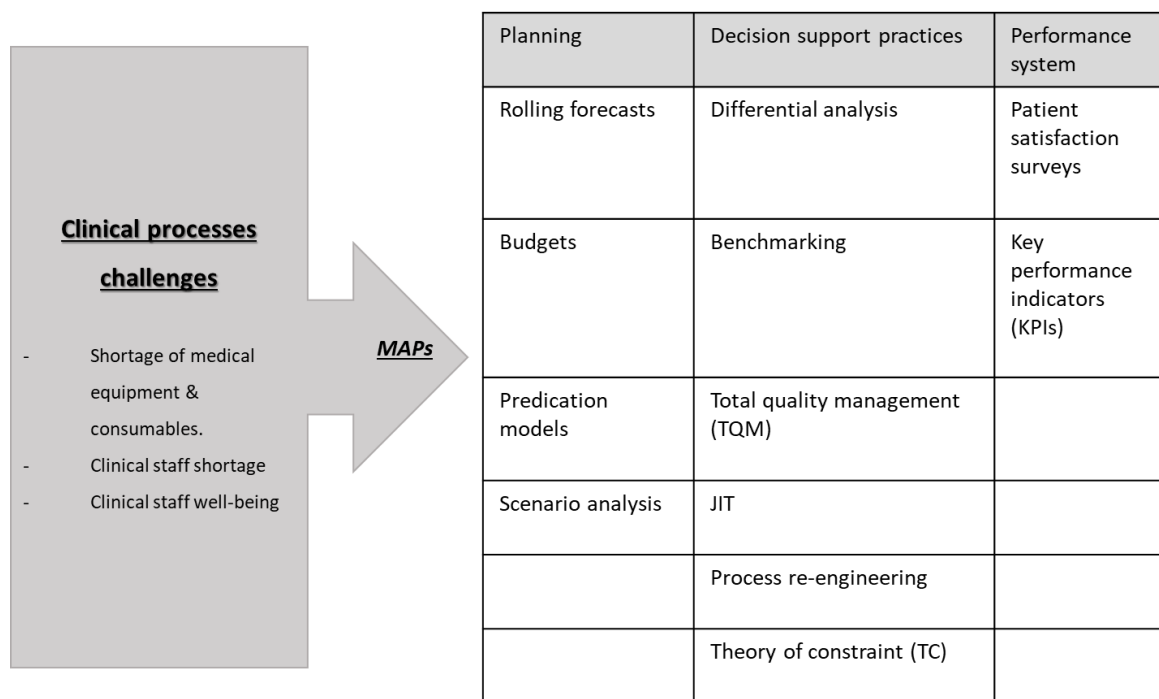 Clinical processes
challenges
- Shortage of medical
equipment &
consumables.
- Clinical staff shortage
- Clinical staff well-being
MAPs
Planning
Decision support practices
Performance
system
Rolling forecasts
Differential analysis
Patient
satisfaction
surveys
Budgets
Benchmarking
Key
performance
indicators
(KPIs)
Predication
models
Total quality management
(TQM)
Scenario analysis
JIT
Process re-engineering
Theory of constraint (TC)